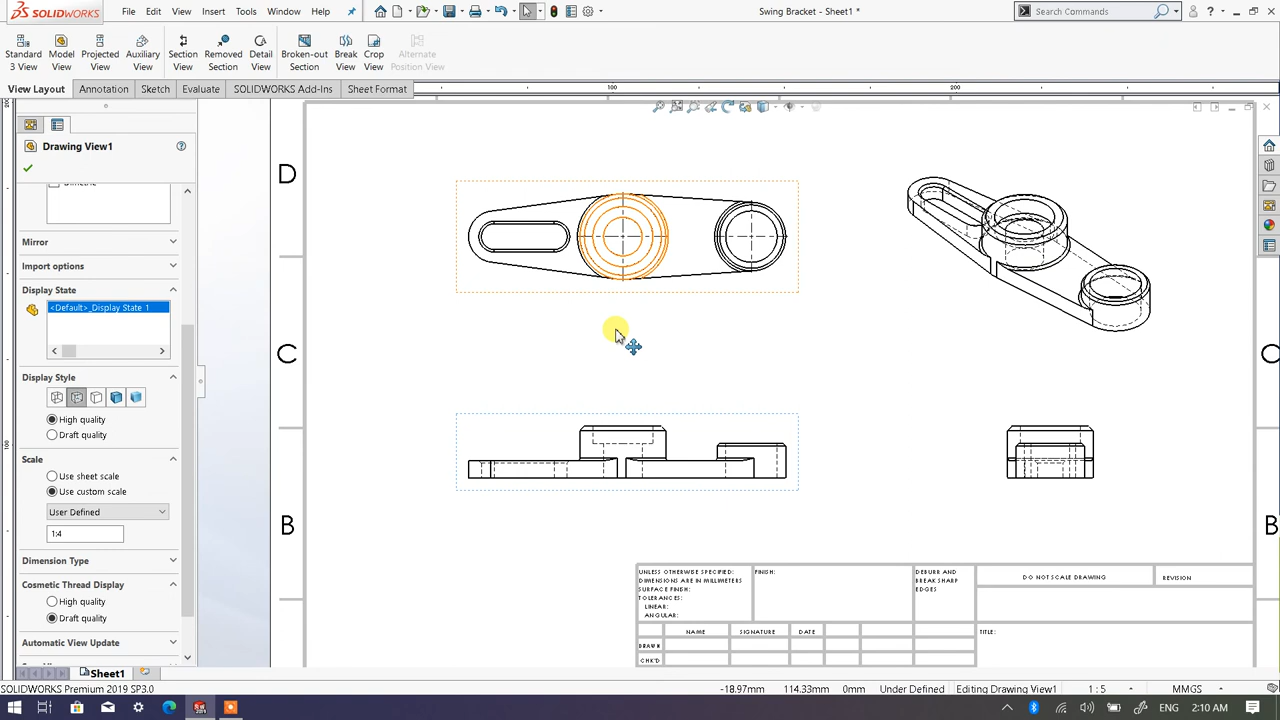 SOLIDWORKS
File
Edit
View
Insert
Tools
Window
Help
Swing Bracket - Sheet1 *
Search Commands
Standard 3 View
Model View
Projected View
Auxiliary View
Section View
Removed Section
Detail View
Broken-out Section
Break View
Crop View
Alternate Position View
View Layout
Annotation
Sketch
Evaluate
SOLIDWORKS Add-Ins
Sheet Format
100
200
Drawing View1
Mirror
Import options
Display State
<Default>_Display State 1
Display Style
High quality
Draft quality
Scale
Use sheet scale
Use custom scale
User Defined
1:4
Dimension Type
Cosmetic Thread Display
High quality
Draft quality
Automatic View Update
Sheet1
D
C
B
C
B
UNLESS OTHERWISE SPECIFIED:
DIMENSIONS ARE IN MILLIMETERS
SURFACE FINISH:
TOLERANCES:
LINEAR:
ANGULAR:
FINISH:
DEBURR AND
BREAK SHARP
EDGES
DO NOT SCALE DRAWING
REVISION
NAME
SIGNATURE
DATE
TITLE:
DRAWN
CHK'D
SOLIDWORKS Premium 2019 SP3.0
-18.97mm
114.33mm
0mm
Under Defined
Editing Drawing View1
1 : 5
MMGS
ENG
2:10 AM